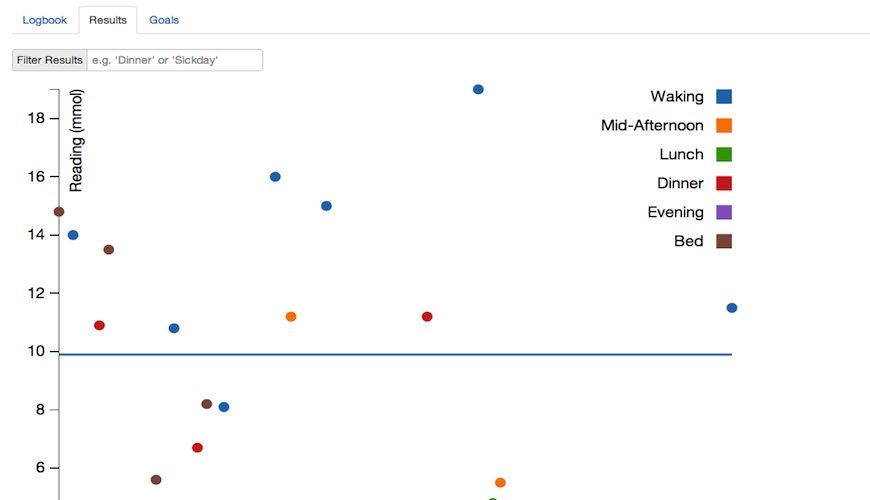 Logbook Results Goals
Filter Results e.g. 'Dinner' or 'Sickday'
Reading (mmol)
18
16
14
12
10
8
6
Waking
Mid-Afternoon
Lunch
Dinner
Evening
Bed